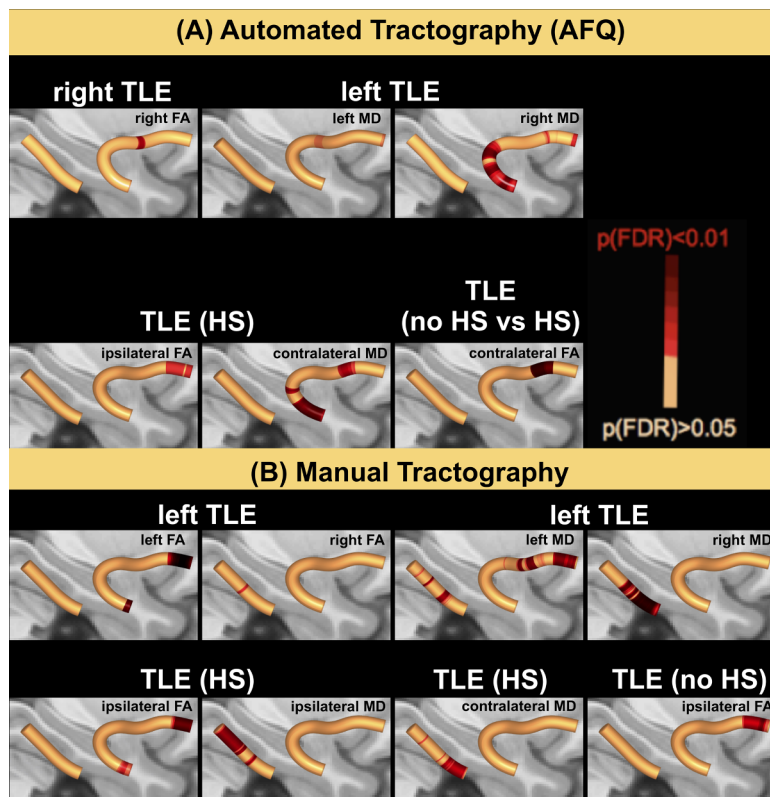 (A) Automated Tractography (AFQ)
right TLE
left TLE
right FA
left MD
right MD
p(FDR)<0.01
p(FDR)>0.05
TLE (HS)
TLE
(no HS vs HS)
ipsilateral FA
contralateral MD
contralateral FA
(B) Manual Tractography
left TLE
left TLE
left FA
right FA
left MD
right MD
TLE (HS)
TLE (HS)
TLE (no HS)
ipsilateral FA
ipsilateral MD
contralateral MD
ipsilateral FA